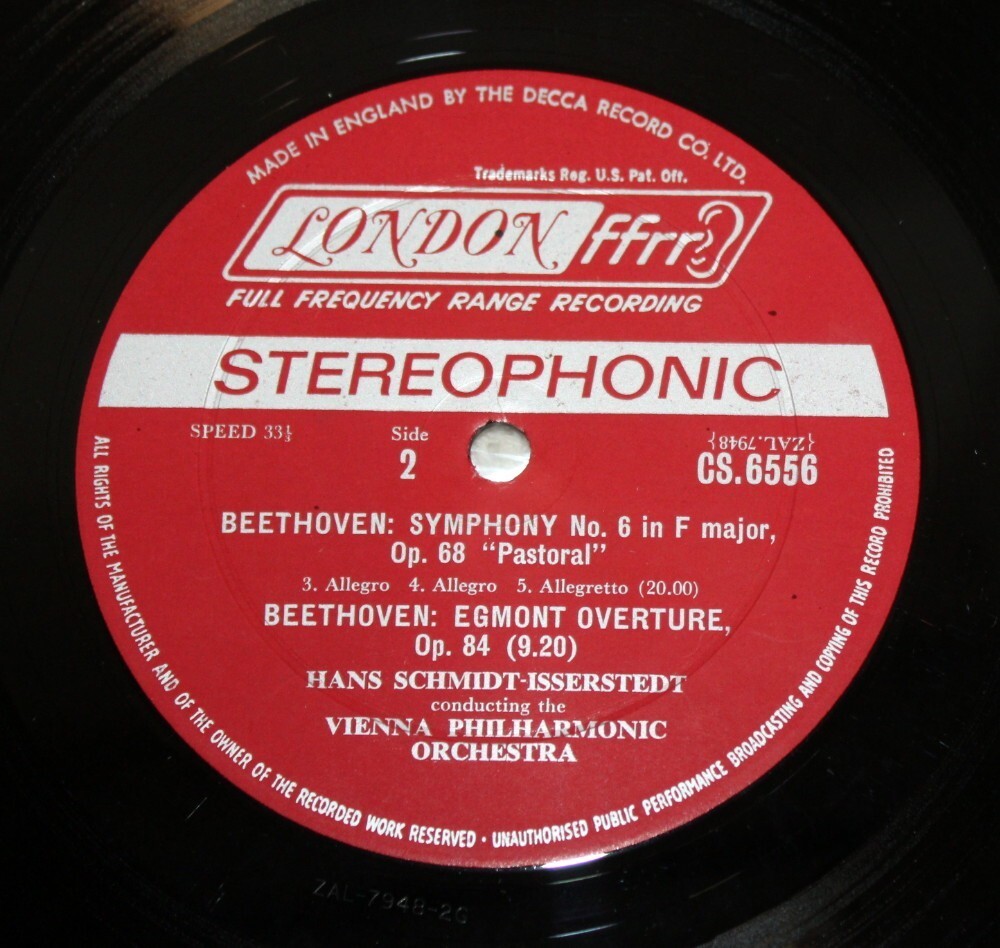 MADE IN ENGLAND BY THE DECCA RECORD CO. LTD.
Trademarks Reg. U.S. Pat. Off.
LONDON ffrr
FULL FREQUENCY RANGE RECORDING
STEREOPHONIC
SPEED 33⅓
Side
2
{ZAL.7948}
CS.6556
BEETHOVEN: SYMPHONY No. 6 in F major,
Op. 68 "Pastoral"
3. Allegro 4. Allegro 5. Allegretto (20.00)
BEETHOVEN: EGMONT OVERTURE,
Op. 84 (9.20)
HANS SCHMIDT-ISSERSTEDT
conducting the
VIENNA PHILHARMONIC
ORCHESTRA
ALL RIGHTS OF THE MANUFACTURER AND OF THE OWNER OF THE RECORDED WORK RESERVED · UNAUTHORISED PUBLIC PERFORMANCE BROADCASTING AND COPYING OF THIS RECORD PROHIBITED
ZAL-7948-2G